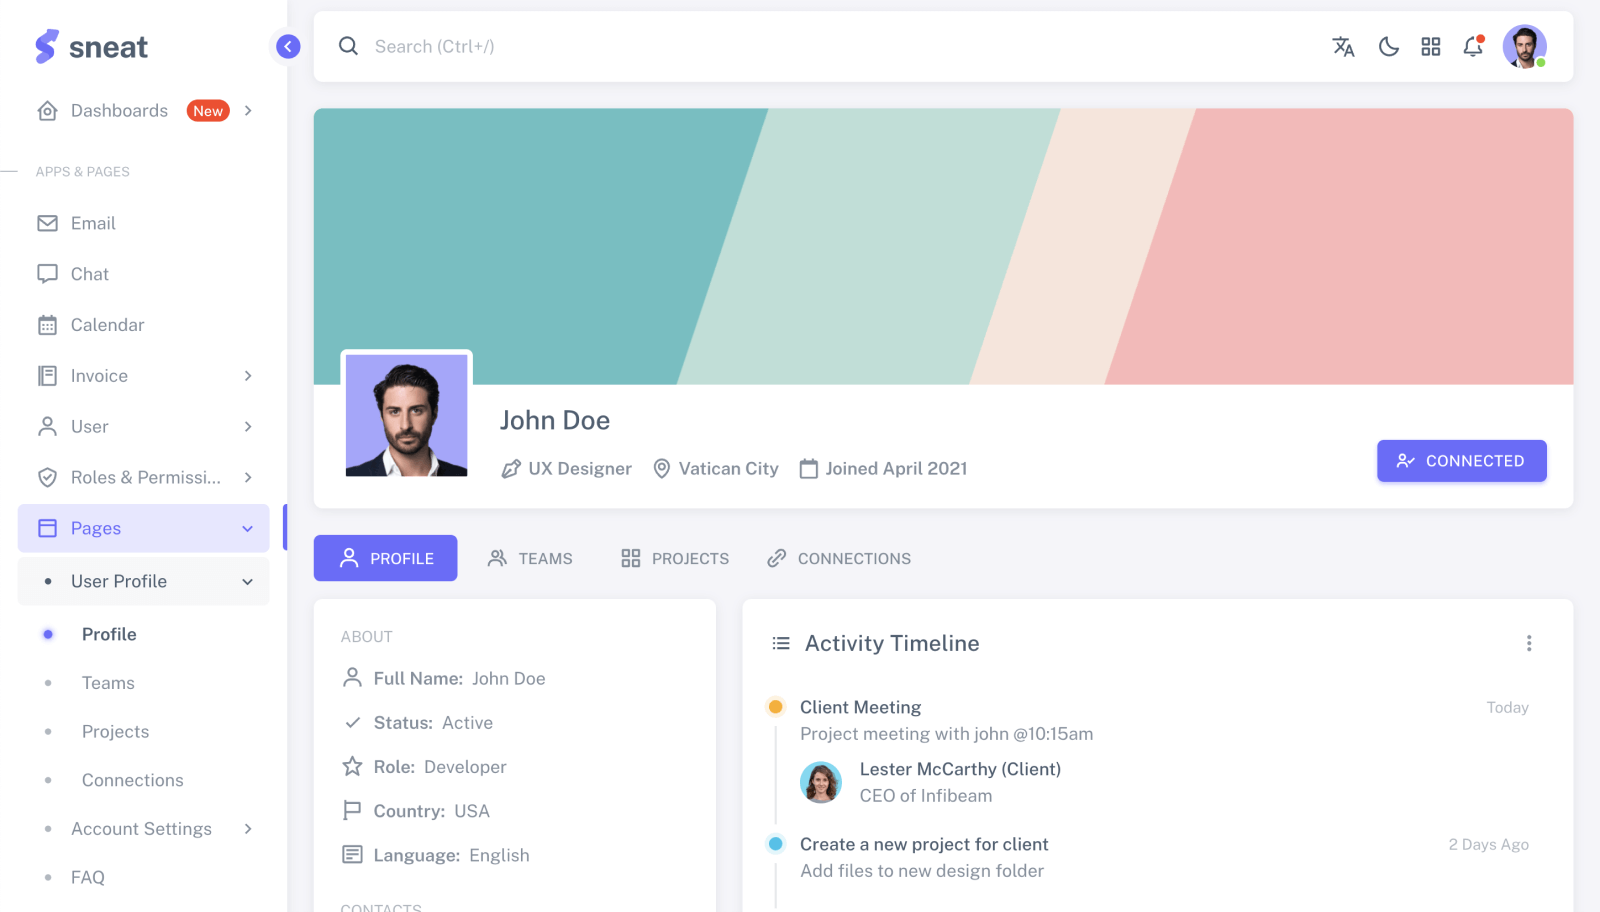 sneat
Search (Ctrl+/)
Dashboards New
APPS & PAGES
Email
Chat
Calendar
Invoice
User
Roles & Permissi...
Pages
User Profile
Profile
Teams
Projects
Connections
Account Settings
FAQ
John Doe
UX Designer Vatican City Joined April 2021
CONNECTED
PROFILE TEAMS PROJECTS CONNECTIONS
ABOUT
Full Name: John Doe
Status: Active
Role: Developer
Country: USA
Language: English
CONTACTS
Activity Timeline
Client Meeting Today
Project meeting with john @10:15am
Lester McCarthy (Client)
CEO of Infibeam
Create a new project for client 2 Days Ago
Add files to new design folder